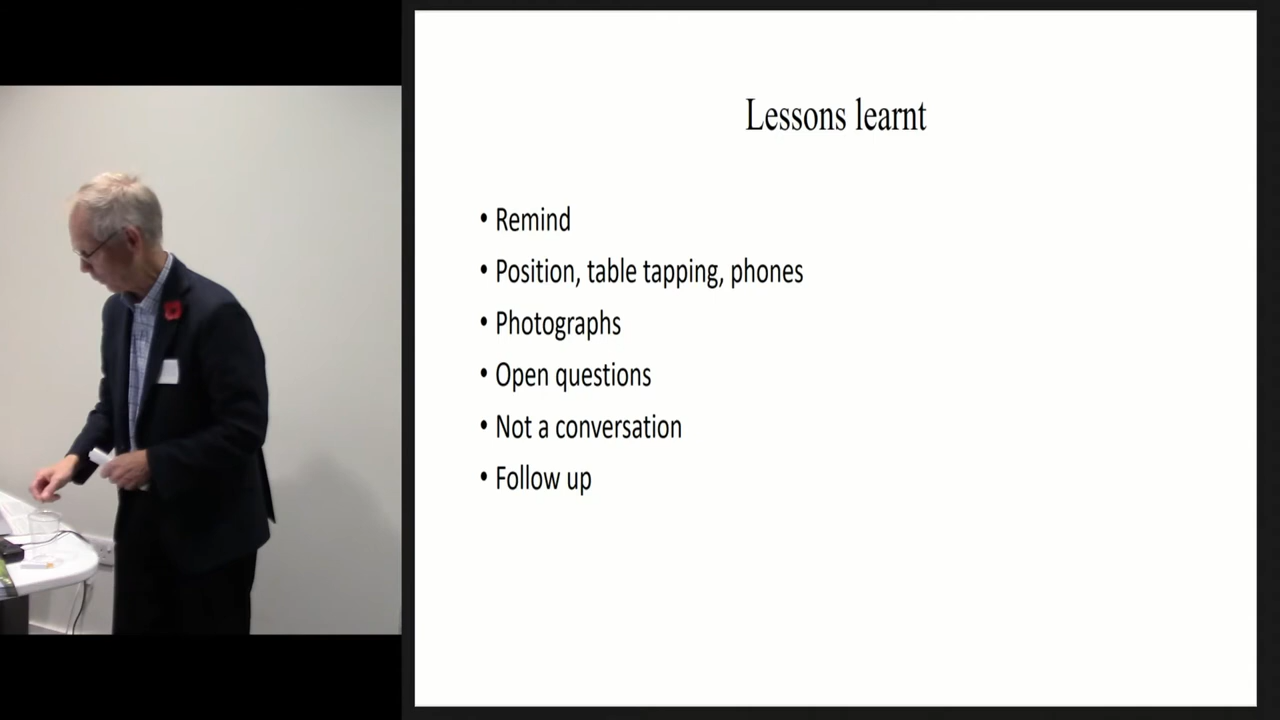 Lessons learnt
• Remind
• Position, table tapping, phones
• Photographs
• Open questions
• Not a conversation
• Follow up